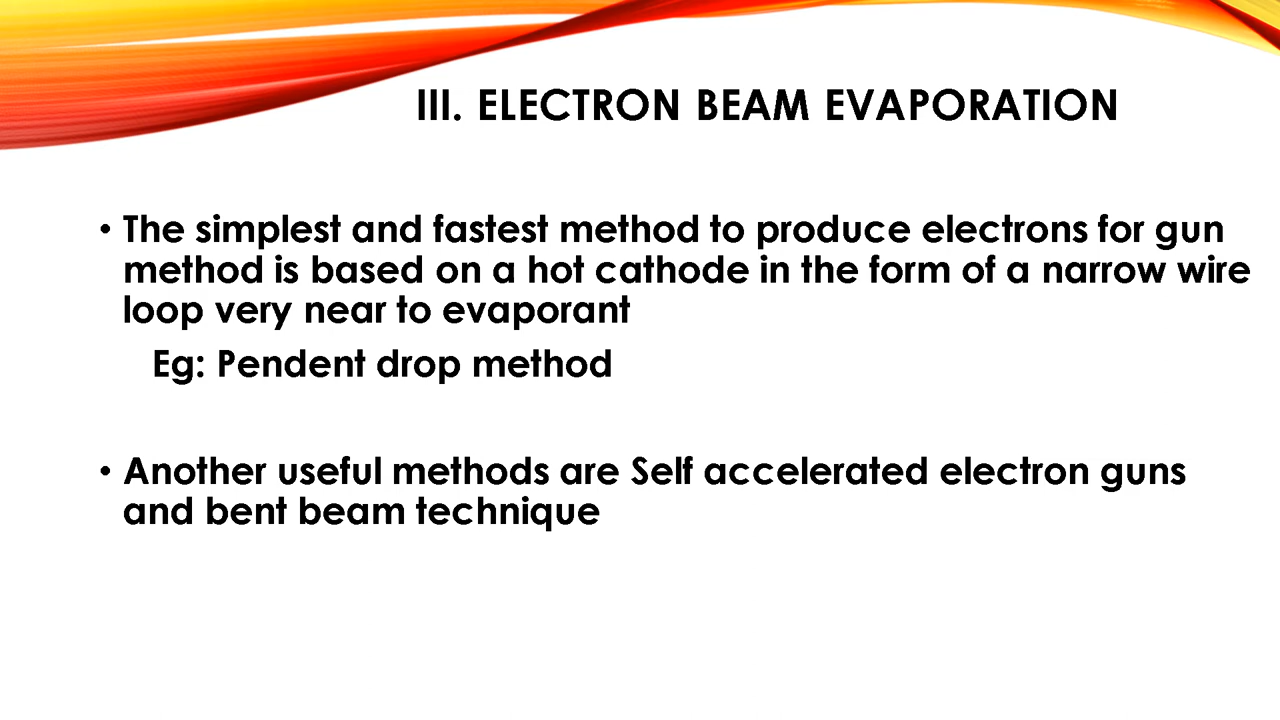 III. ELECTRON BEAM EVAPORATION
• The simplest and fastest method to produce electrons for gun
method is based on a hot cathode in the form of a narrow wire
loop very near to evaporant
Eg: Pendent drop method
• Another useful methods are Self accelerated electron guns
and bent beam technique